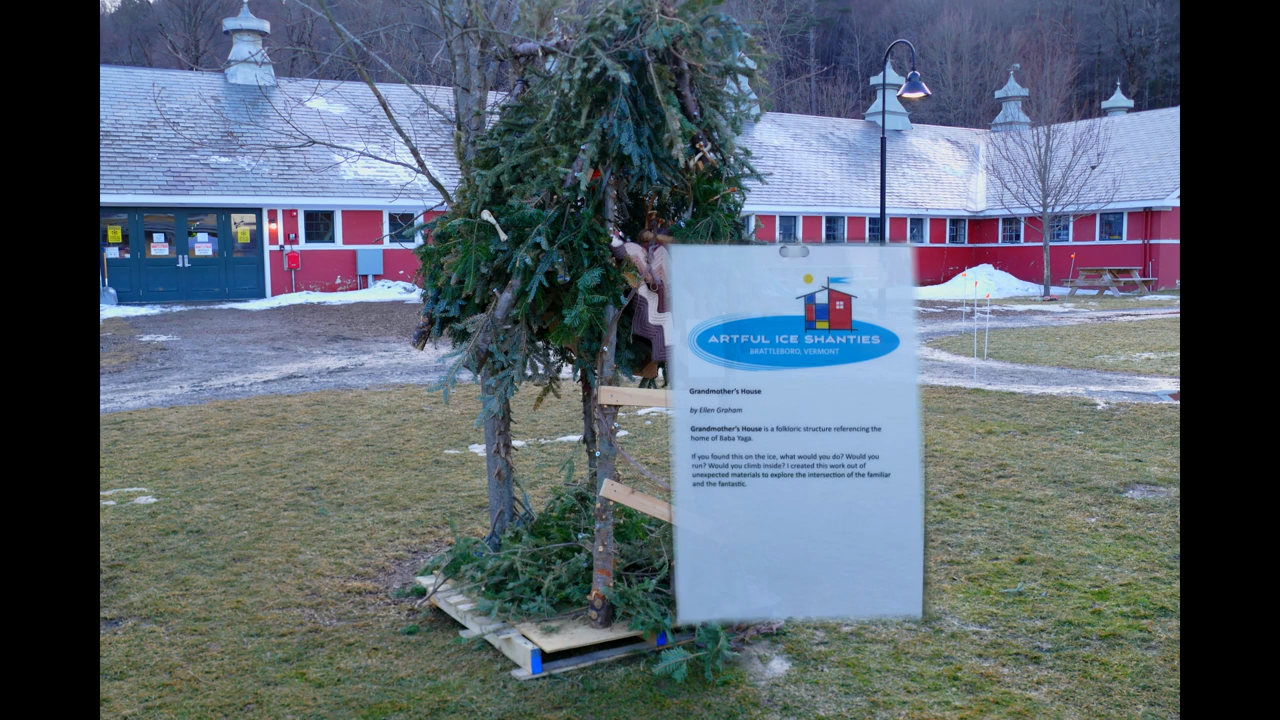 ARTFUL ICE SHANTIES
BRATTLEBORO, VERMONT
Grandmother's House
by Ellen Graham
Grandmother's House is a folkloric structure referencing the
home of Baba Yaga.
If you found this on the ice, what would you do? Would you
run? Would you climb inside? I created this work out of
unexpected materials to explore the intersection of the familiar
and the fantastic.